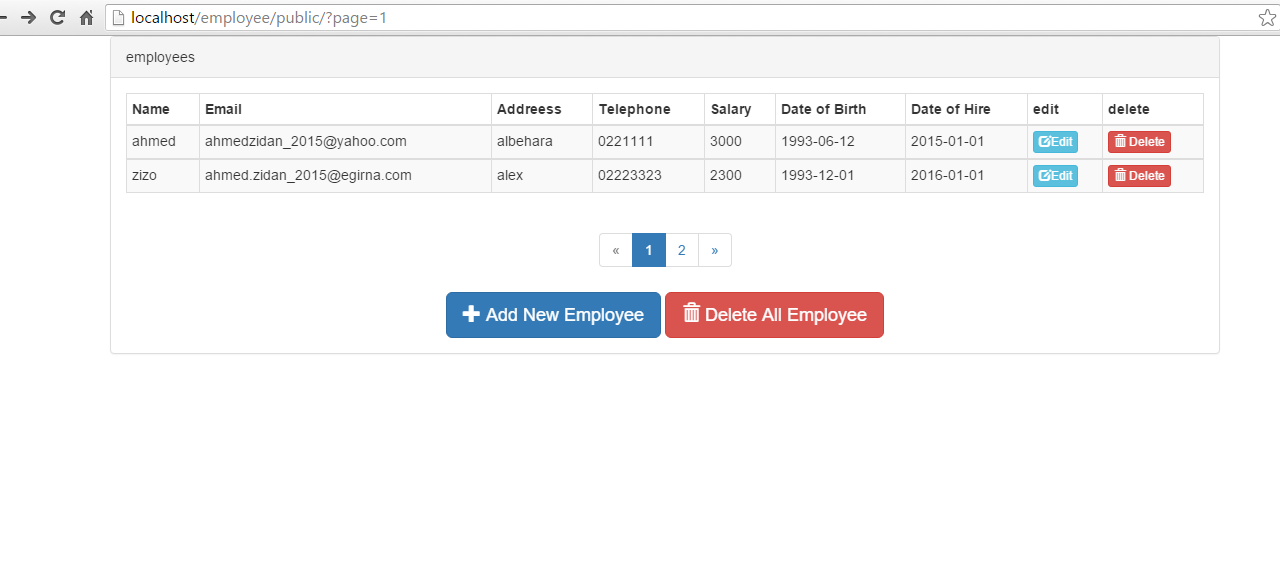 localhost/employee/public/?page=1
employees
Name Email Addreess Telephone Salary Date of Birth Date of Hire edit delete
ahmed ahmedzidan_2015@yahoo.com albehara 0221111 3000 1993-06-12 2015-01-01 Edit Delete
zizo ahmed.zidan_2015@egirna.com alex 02223323 2300 1993-12-01 2016-01-01 Edit Delete
« 1 2 »
Add New Employee Delete All Employee